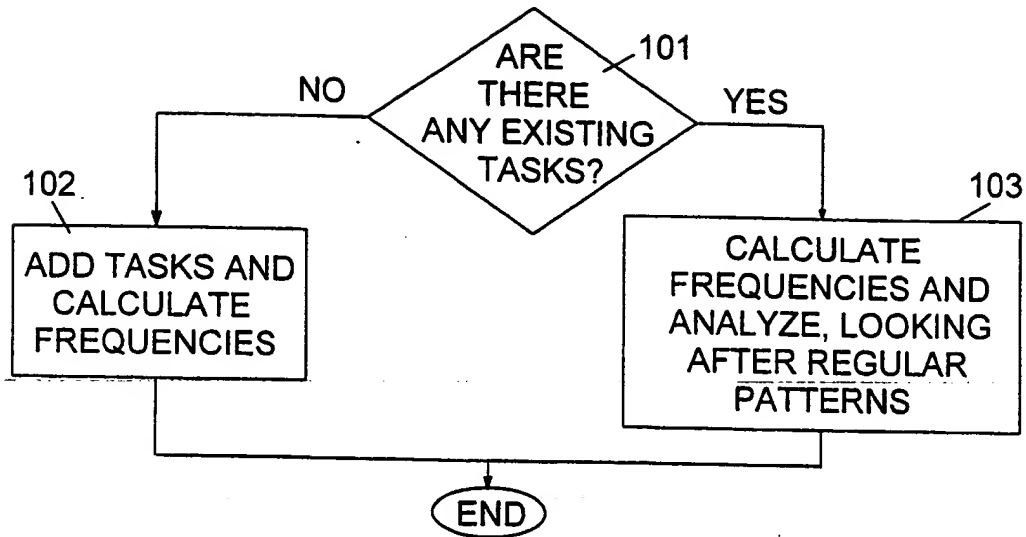 101
ARE
THERE
ANY EXISTING
TASKS?
NO
YES
102
ADD TASKS AND
CALCULATE
FREQUENCIES
103
CALCULATE
FREQUENCIES AND
ANALYZE, LOOKING
AFTER REGULAR
PATTERNS
END